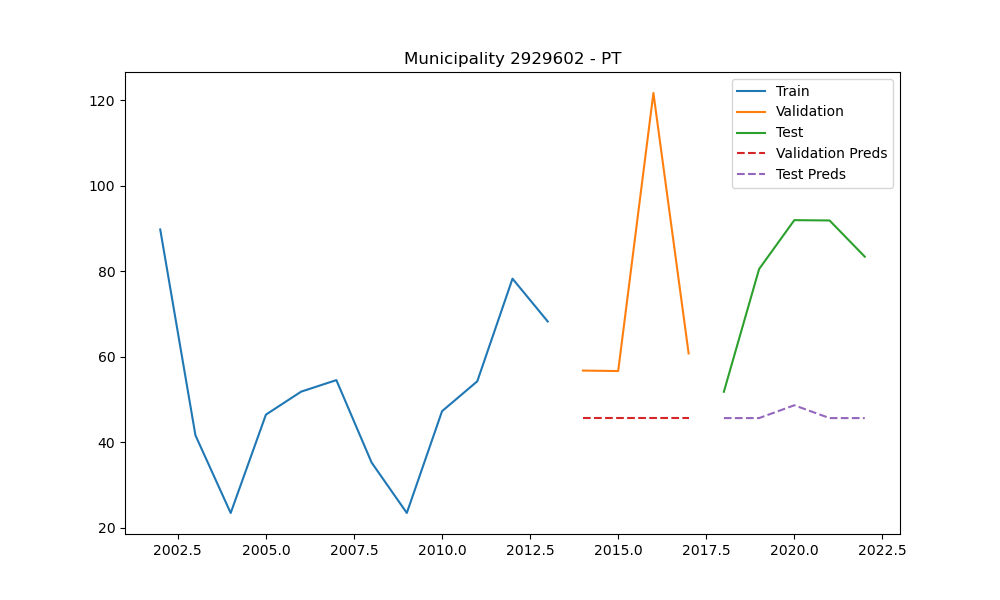 Municipality 2929602 - PT
120
100
80
60
40
20
2002.5 2005.0 2007.5 2010.0 2012.5 2015.0 2017.5 2020.0 2022.5
Train
Validation
Test
Validation Preds
Test Preds